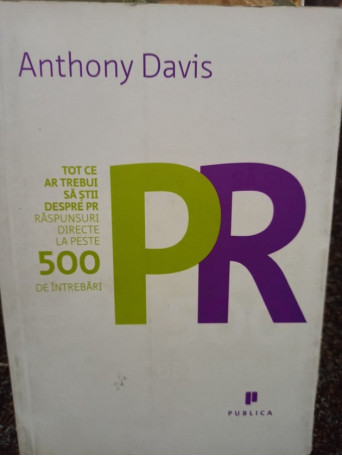 Anthony Davis
TOT CE
AR TREBUI
SĂ ȘTII
DESPRE PR
RĂSPUNSURI
DIRECTE
LA PESTE
500
DE ÎNTREBĂRI
PR
PUBLICA